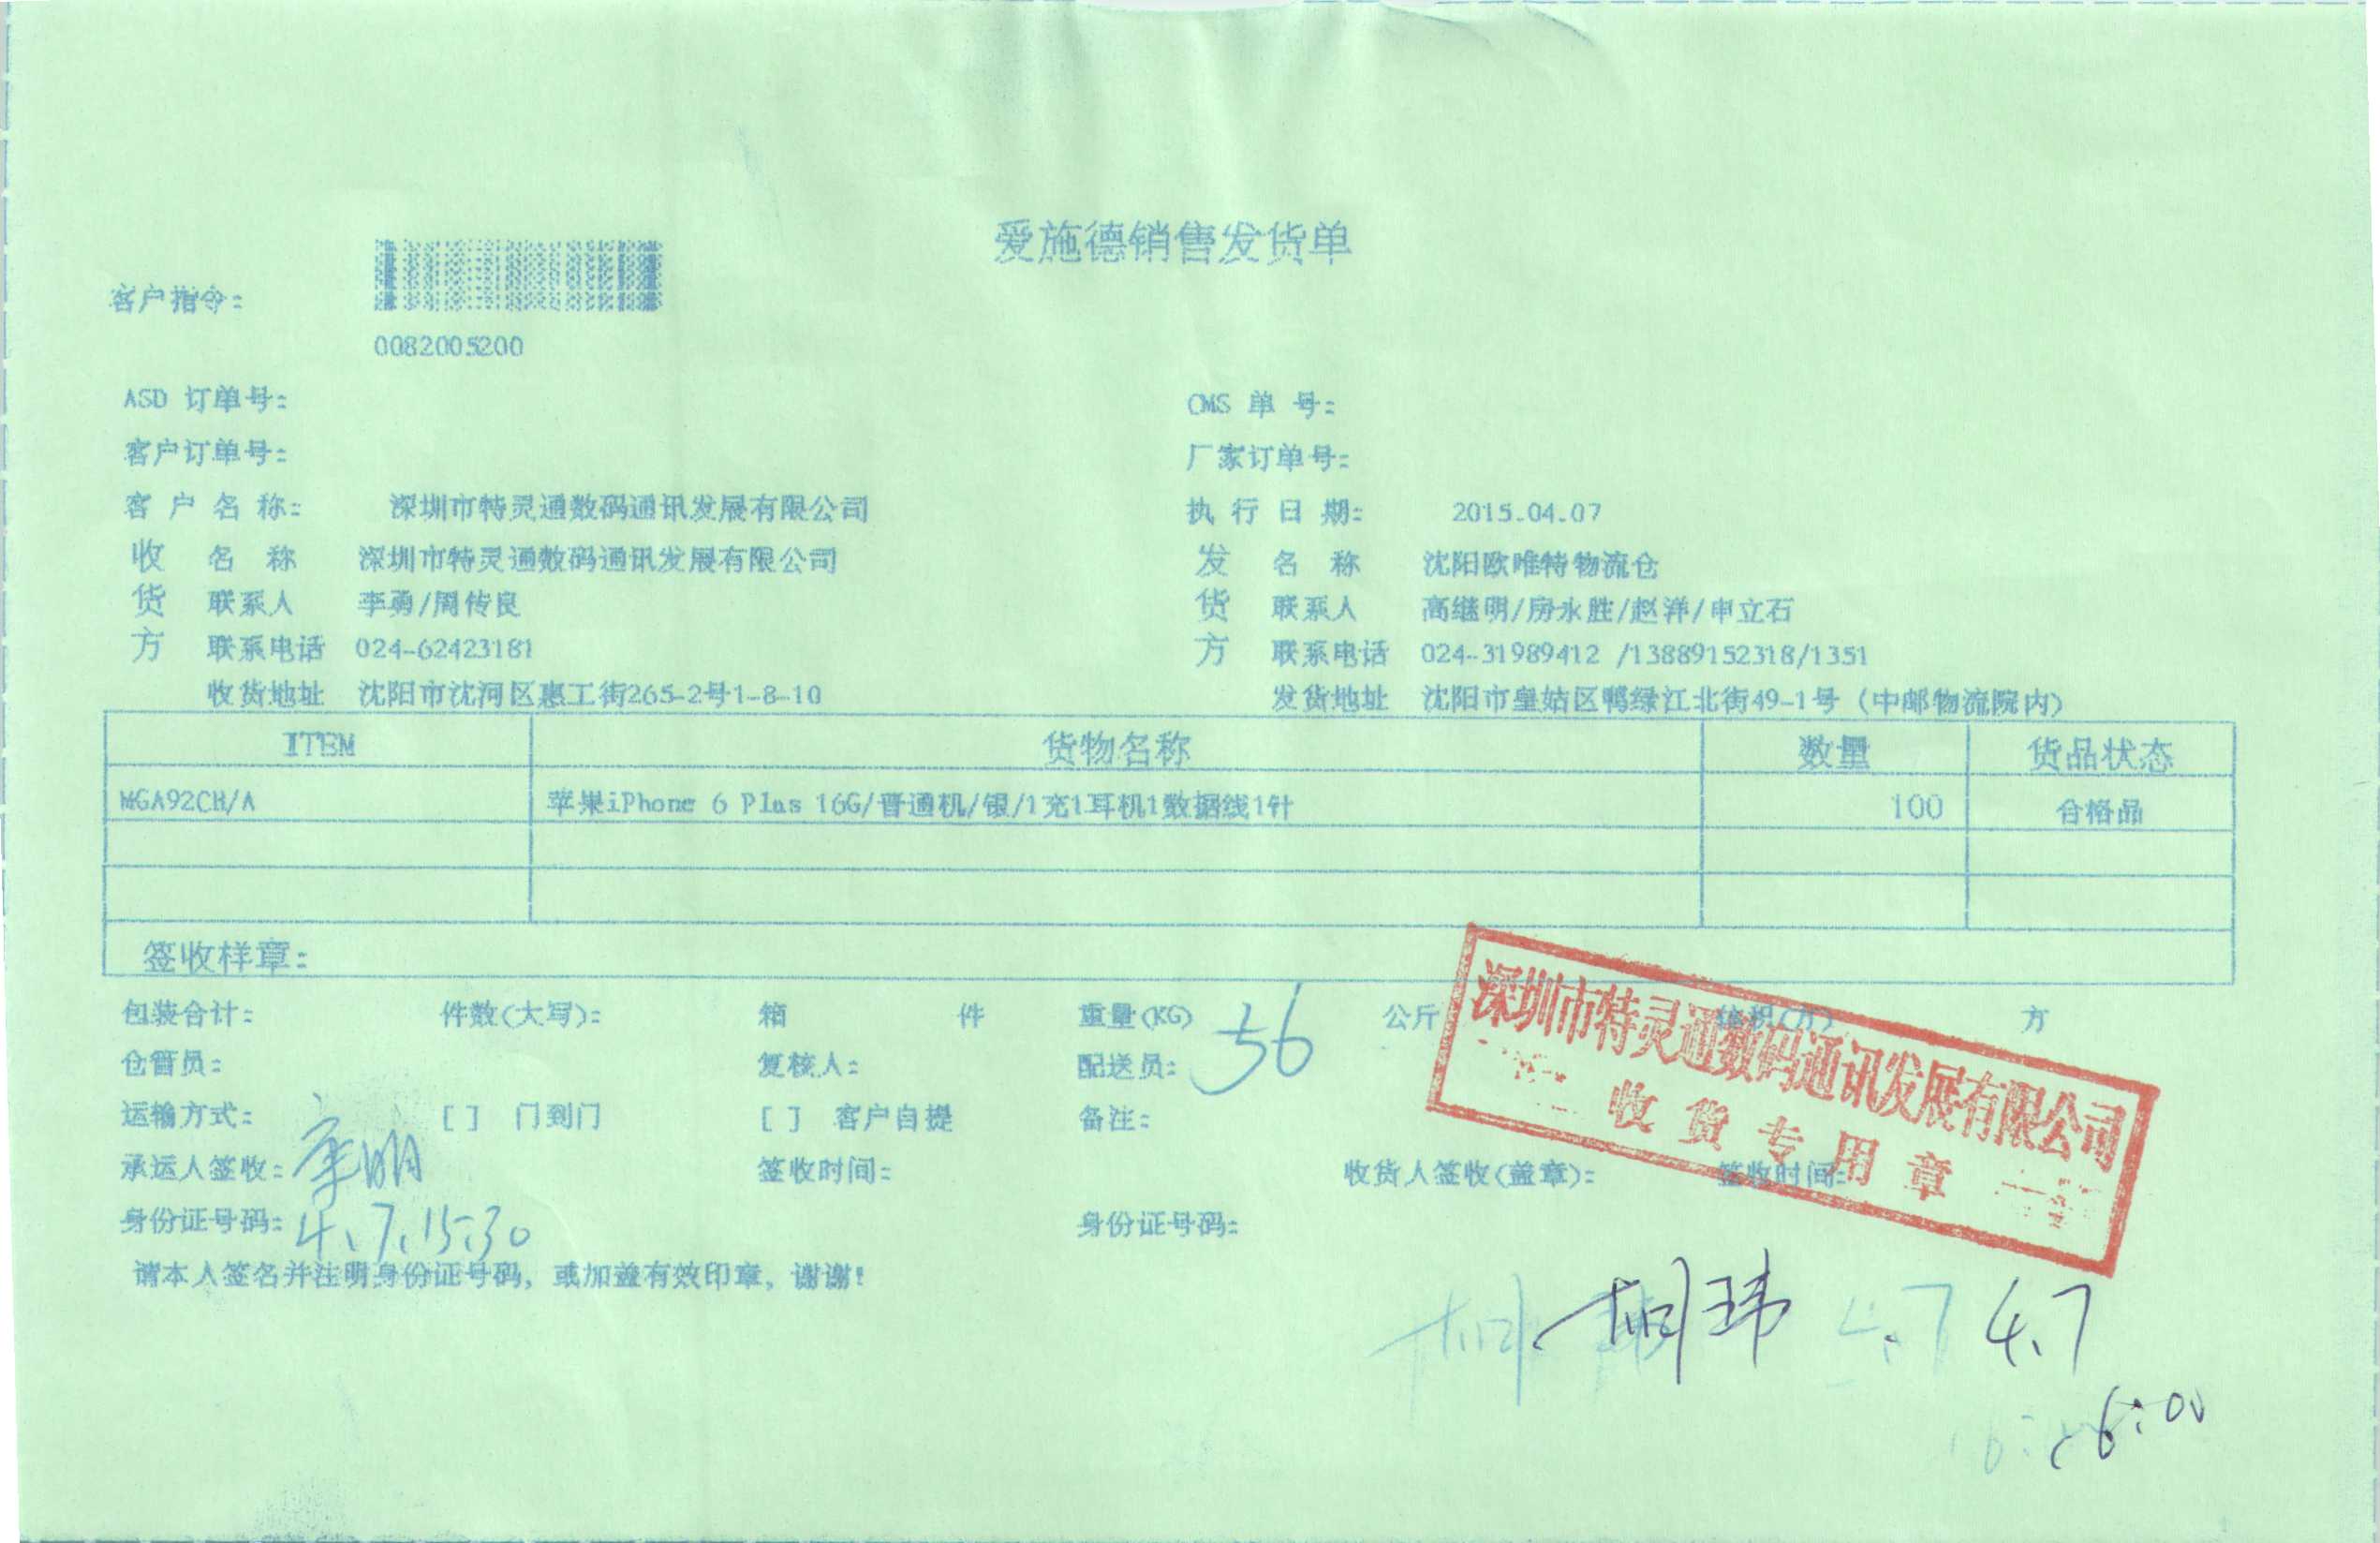 爱施德销售发货单
客户指令:
0082005200
ASD 订单号: CMS 单 号:
客户订单号: 厂家订单号:
客 户 名 称: 深圳市特灵通数码通讯发展有限公司 执 行 日 期: 2015.04.07
收 名 称 深圳市特灵通数码通讯发展有限公司 发 名 称 沈阳欧唯特物流仓
货 联系人 李勇/周传良 货 联系人 高继明/房永胜/赵洋/申立石
方 联系电话 024-62423181 方 联系电话 024-31989412 /13889152318/1351
收货地址 沈阳市沈河区惠工街265-2号1-8-10 发货地址 沈阳市皇姑区鸭绿江北街49-1号(中邮物流院内)
ITEM 货物名称 数量 货品状态
MGA92CH/A 苹果iPhone 6 Plus 16G/普通机/银/1充1耳机1数据线1针 100 合格品
签收样章:
包装合计: 件数(大写): 箱 件 重量(KG) 56 公斤 体积(方) 方
仓管员: 复核人: 配送员:
运输方式: [ ] 门到门 [ ] 客户自提 备注:
承运人签收: 签收时间: 收货人签收(盖章): 签收时间:
身份证号码: 4.7.15:30 身份证号码:
请本人签名并注明身份证号码, 或加盖有效印章, 谢谢!
深圳市特灵通数码通讯发展有限公司
收货专用章
胡玮 4.7
16:00